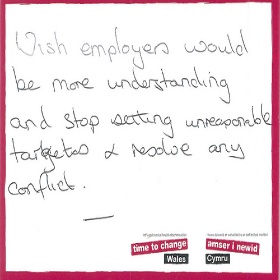 Wish employers would
be more understanding
and stop setting unreasonable
targetes & resolve any
conflict.
time to change
Wales
amser i newid
Cymru